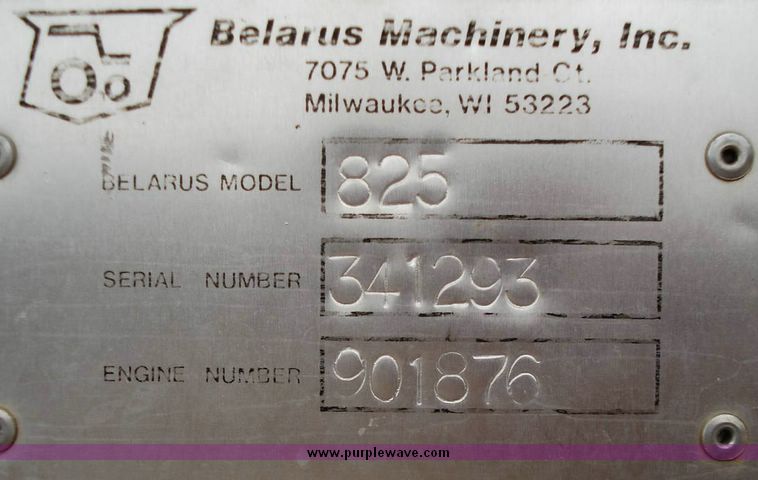 Belarus Machinery, Inc.
7075 W. Parkland Ct.
Milwaukee, WI 53223
BELARUS MODEL 825
SERIAL NUMBER 341293
ENGINE NUMBER 901876
www.purplewave.com